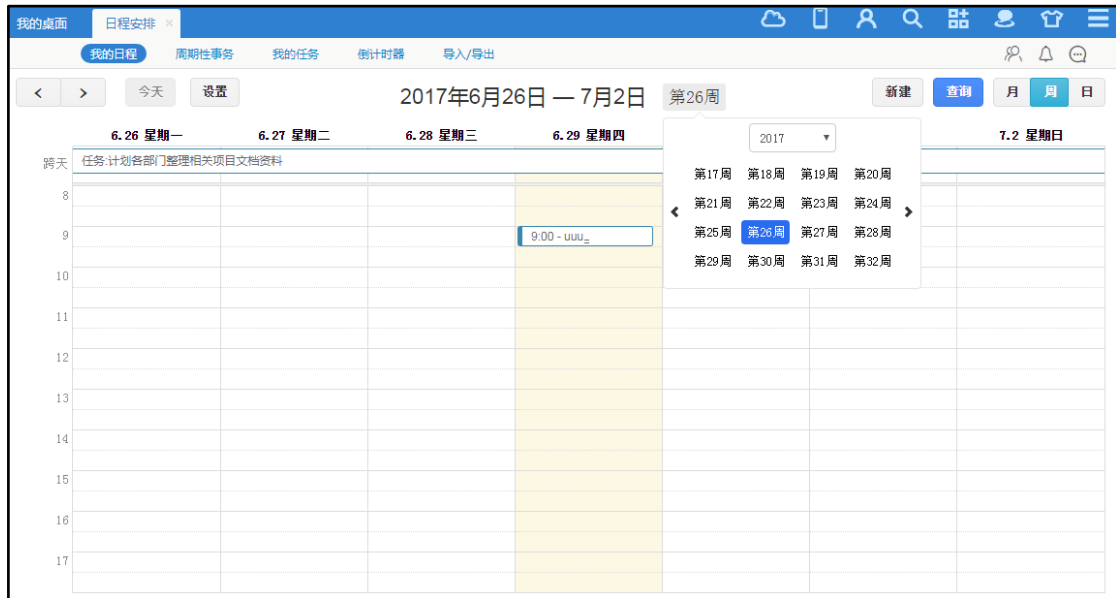 我的桌面 日程安排 ×
我的日程 周期性事务 我的任务 倒计时器 导入/导出
今天 设置 2017年6月26日 — 7月2日 第26周 新建 查询 月 周 日
6.26 星期一 6.27 星期二 6.28 星期三 6.29 星期四 7.2 星期日
跨天 任务:计划各部门整理相关项目文档资料
2017
第17周 第18周 第19周 第20周
第21周 第22周 第23周 第24周
第25周 第26周 第27周 第28周
第29周 第30周 第31周 第32周
8
9 9:00 - uuu_
10
11
12
13
14
15
16
17